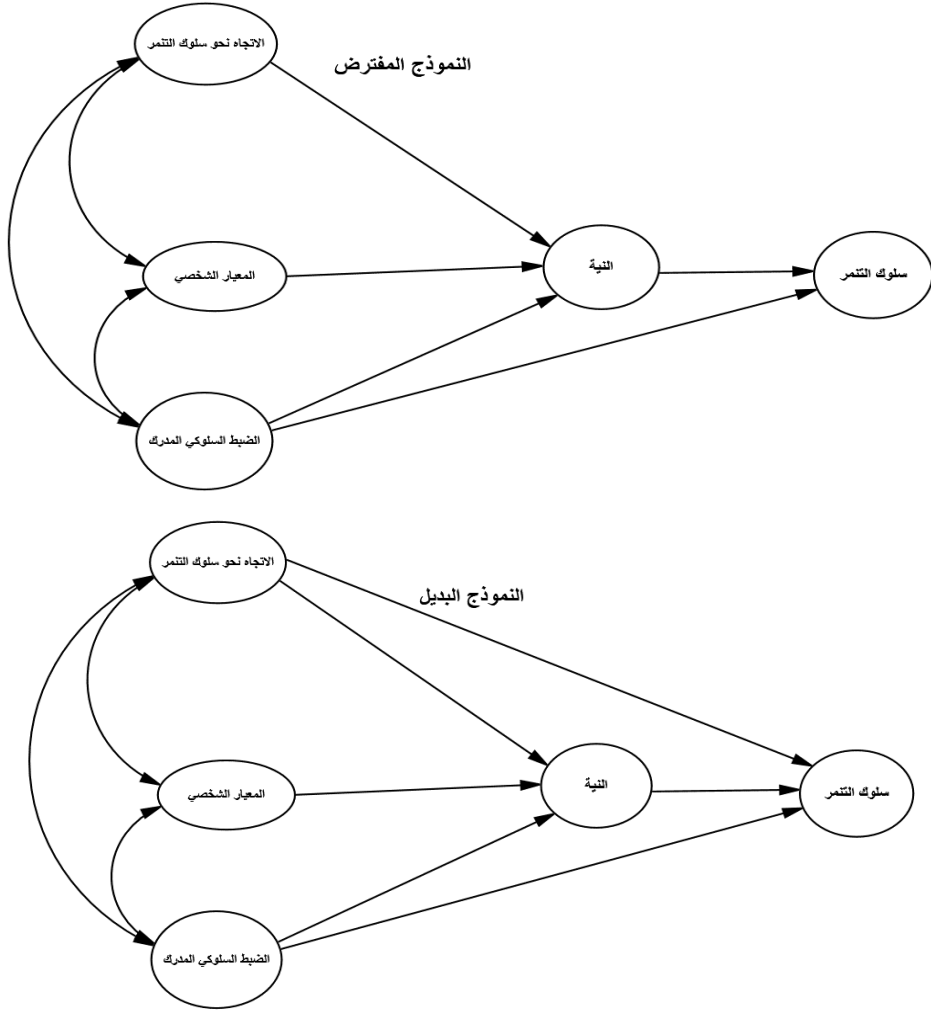 الاتجاه نحو سلوك التنمر
النموذج المفترض
المعيار الشخصي
النية
سلوك التنمر
الضبط السلوكي المدرك
الاتجاه نحو سلوك التنمر
النموذج البديل
المعيار الشخصي
النية
سلوك التنمر
الضبط السلوكي المدرك